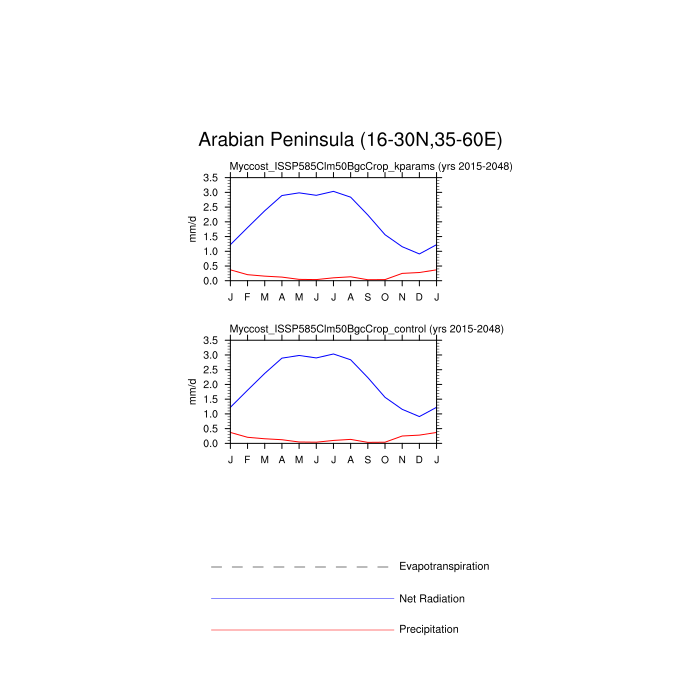 Arabian Peninsula (16-30N,35-60E)
Myccost_ISSP585Clm50BgcCrop_kparams (yrs 2015-2048)
3.5
3.0
2.5
2.0
1.5
1.0
0.5
0.0
mm/d
J F M A M J J A S O N D J
Myccost_ISSP585Clm50BgcCrop_control (yrs 2015-2048)
3.5
3.0
2.5
2.0
1.5
1.0
0.5
0.0
mm/d
J F M A M J J A S O N D J
Evapotranspiration
Net Radiation
Precipitation